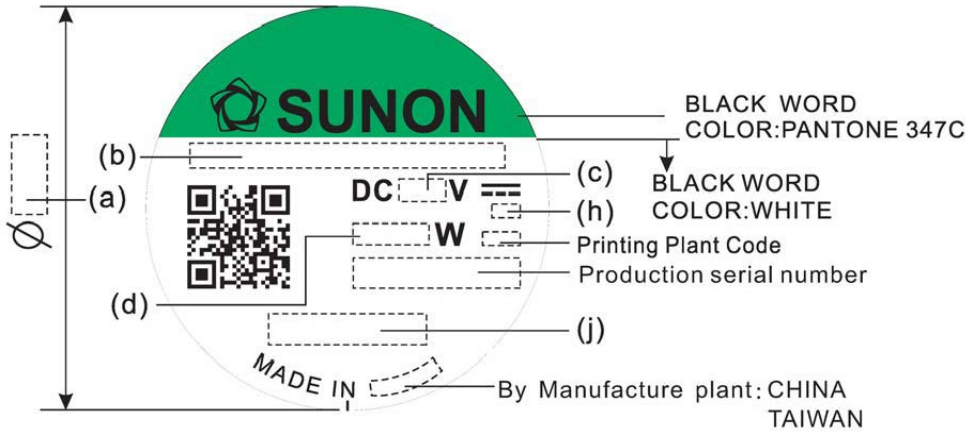 SUNON
BLACK WORD
COLOR:PANTONE 347C
(b)
DC V
(c)
BLACK WORD
COLOR:WHITE
(a)
Ø
(h)
W
Printing Plant Code
Production serial number
(d)
(j)
MADE IN
By Manufacture plant: CHINA
TAIWAN